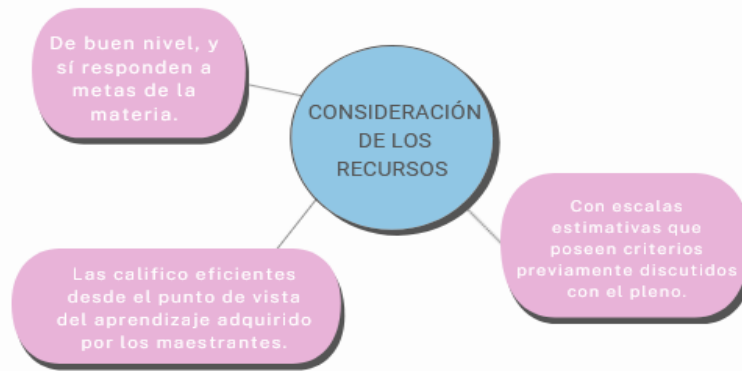 De buen nivel, y
sí responden a
metas de la
materia.
CONSIDERACIÓN
DE LOS
RECURSOS
Con escalas
estimativas que
poseen criterios
previamente discutidos
con el pleno.
Las califico eficientes
desde el punto de vista
del aprendizaje adquirido
por los maestrantes.